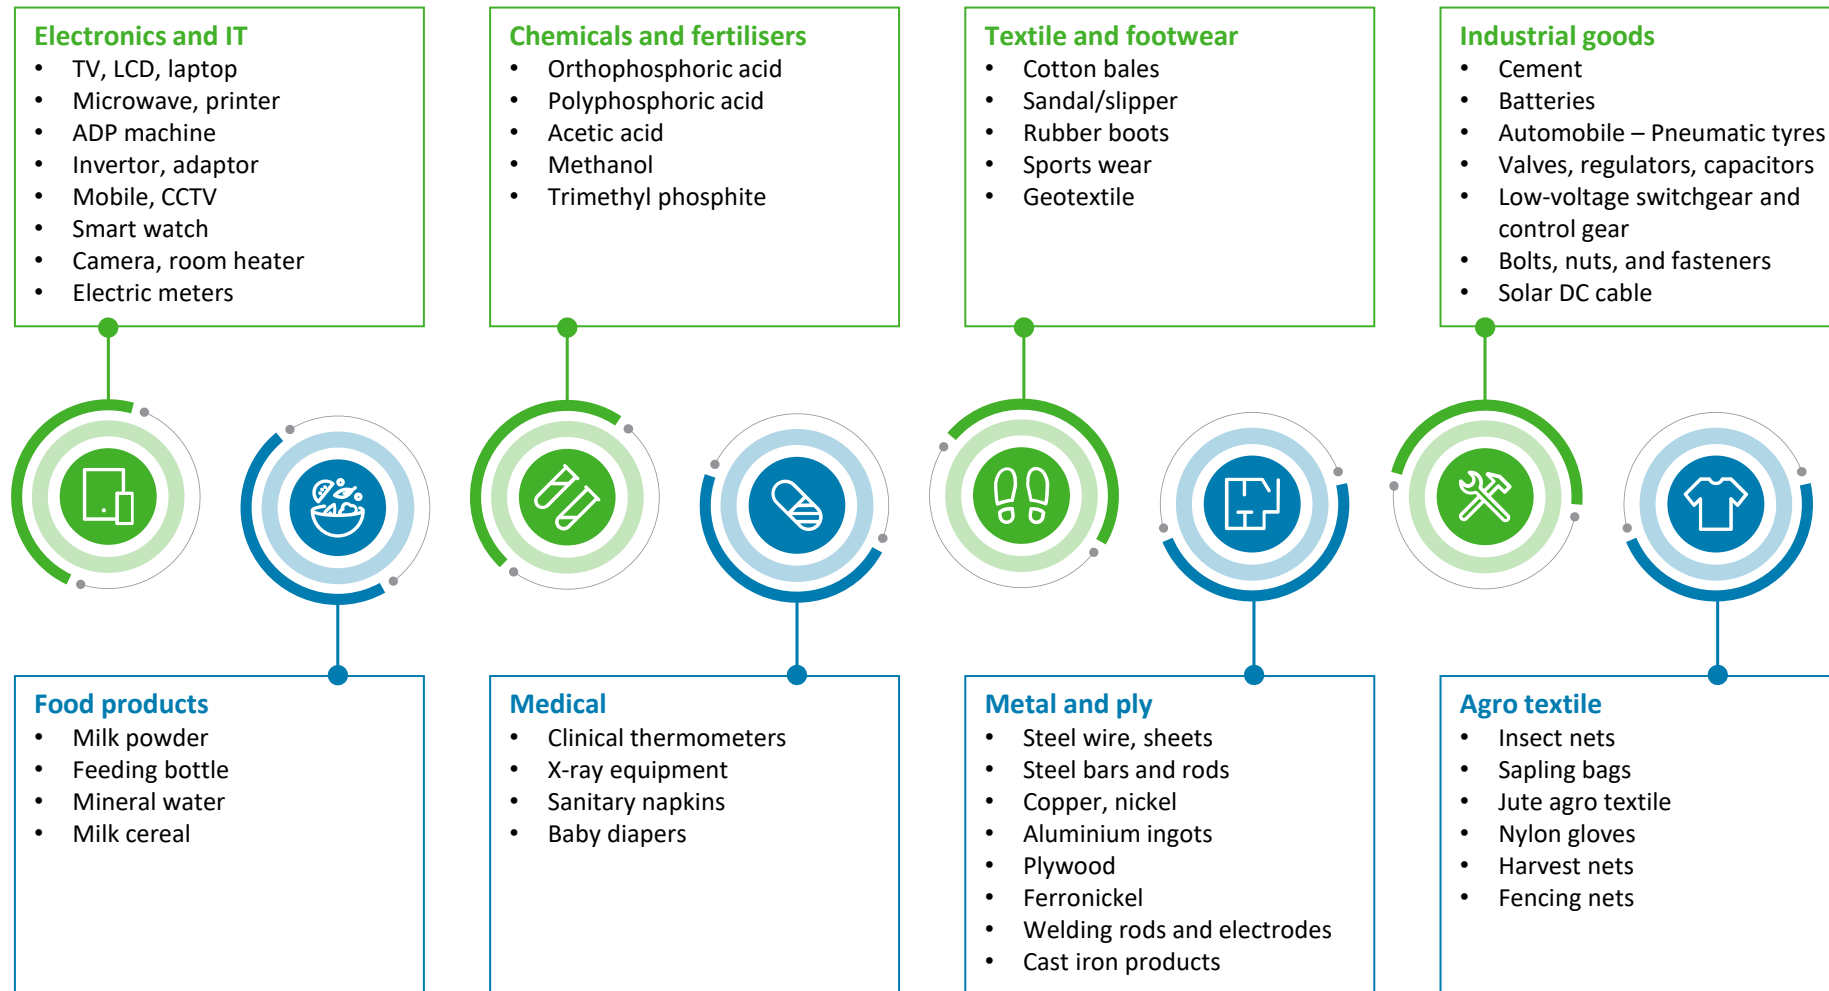 Electronics and IT
• TV, LCD, laptop
• Microwave, printer
• ADP machine
• Invertor, adaptor
• Mobile, CCTV
• Smart watch
• Camera, room heater
• Electric meters
Chemicals and fertilisers
• Orthophosphoric acid
• Polyphosphoric acid
• Acetic acid
• Methanol
• Trimethyl phosphite
Textile and footwear
• Cotton bales
• Sandal/slipper
• Rubber boots
• Sports wear
• Geotextile
Industrial goods
• Cement
• Batteries
• Automobile – Pneumatic tyres
• Valves, regulators, capacitors
• Low-voltage switchgear and
control gear
• Bolts, nuts, and fasteners
• Solar DC cable
Food products
• Milk powder
• Feeding bottle
• Mineral water
• Milk cereal
Medical
• Clinical thermometers
• X-ray equipment
• Sanitary napkins
• Baby diapers
Metal and ply
• Steel wire, sheets
• Steel bars and rods
• Copper, nickel
• Aluminium ingots
• Plywood
• Ferronickel
• Welding rods and electrodes
• Cast iron products
Agro textile
• Insect nets
• Sapling bags
• Jute agro textile
• Nylon gloves
• Harvest nets
• Fencing nets